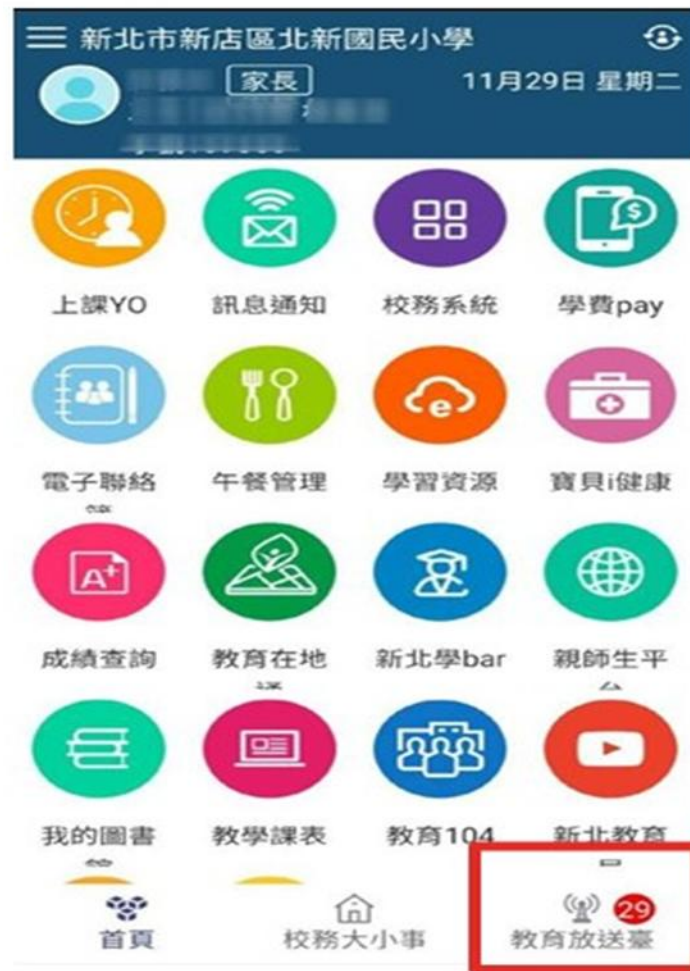 新北市新店區北新國民小學
家長 11月29日 星期二
上課YO 訊息通知 校務系統 學費pay
電子聯絡 午餐管理 學習資源 寶貝i健康
e
A+
成績查詢 教育在地 新北學bar 親師生平
我的圖書 教學課表 教育104 新北教育
29
首頁 校務大小事 教育放送臺